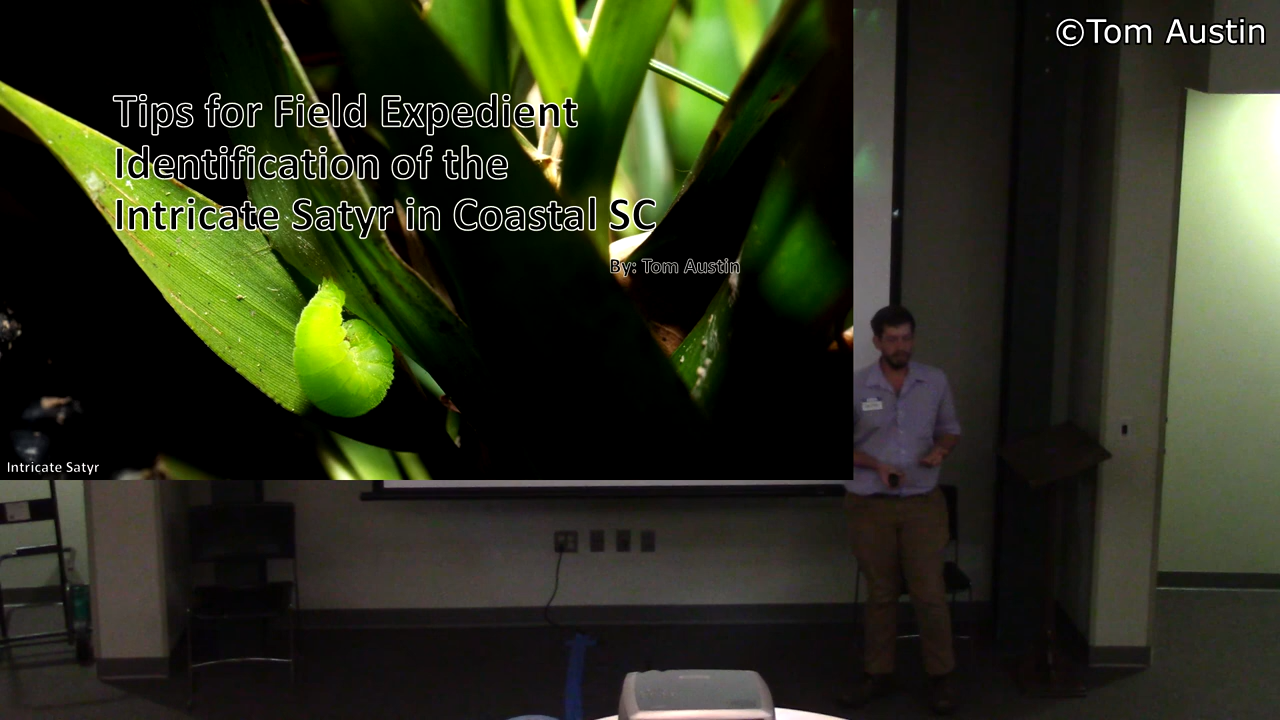 ©Tom Austin
Tips for Field Expedient
Identification of the
Intricate Satyr in Coastal SC
By: Tom Austin
Intricate Satyr